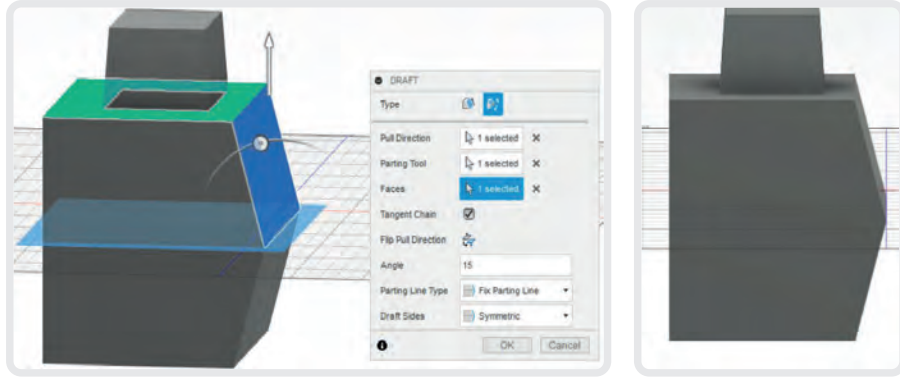 DRAFT
Type
Pull Direction 1 selected
Parting Tool 1 selected
Faces 1 selected
Tangent Chain
Flip Pull Direction
Angle 15
Parting Line Type Fix Parting Line
Draft Sides Symmetric
OK Cancel